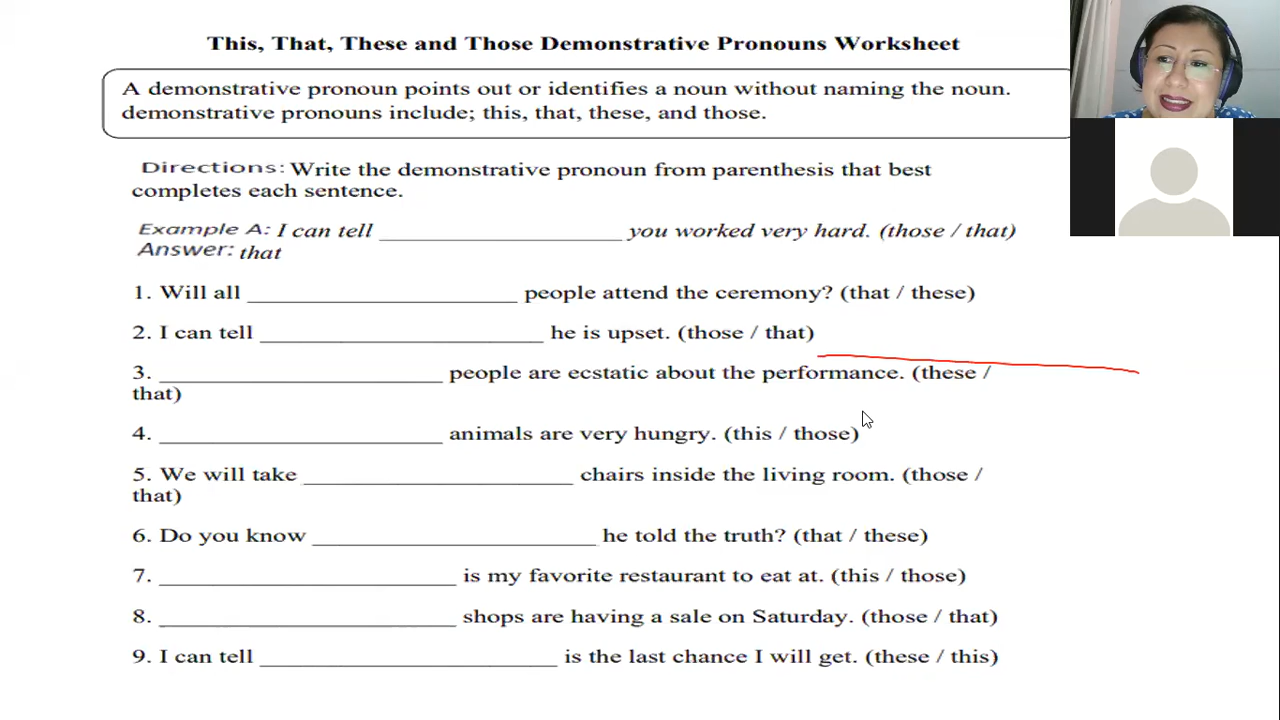 This, That, These and Those Demonstrative Pronouns Worksheet
A demonstrative pronoun points out or identifies a noun without naming the noun.
demonstrative pronouns include; this, that, these, and those.
Directions: Write the demonstrative pronoun from parenthesis that best
completes each sentence.
Example A: I can tell ______________________ you worked very hard. (those / that)
Answer: that
1. Will all ________________________ people attend the ceremony? (that / these)
2. I can tell _________________________ he is upset. (those / that)
3. _________________________ people are ecstatic about the performance. (these /
that)
4. _________________________ animals are very hungry. (this / those)
5. We will take ________________________ chairs inside the living room. (those /
that)
6. Do you know _________________________ he told the truth? (that / these)
7. __________________________ is my favorite restaurant to eat at. (this / those)
8. __________________________ shops are having a sale on Saturday. (those / that)
9. I can tell __________________________ is the last chance I will get. (these / this)